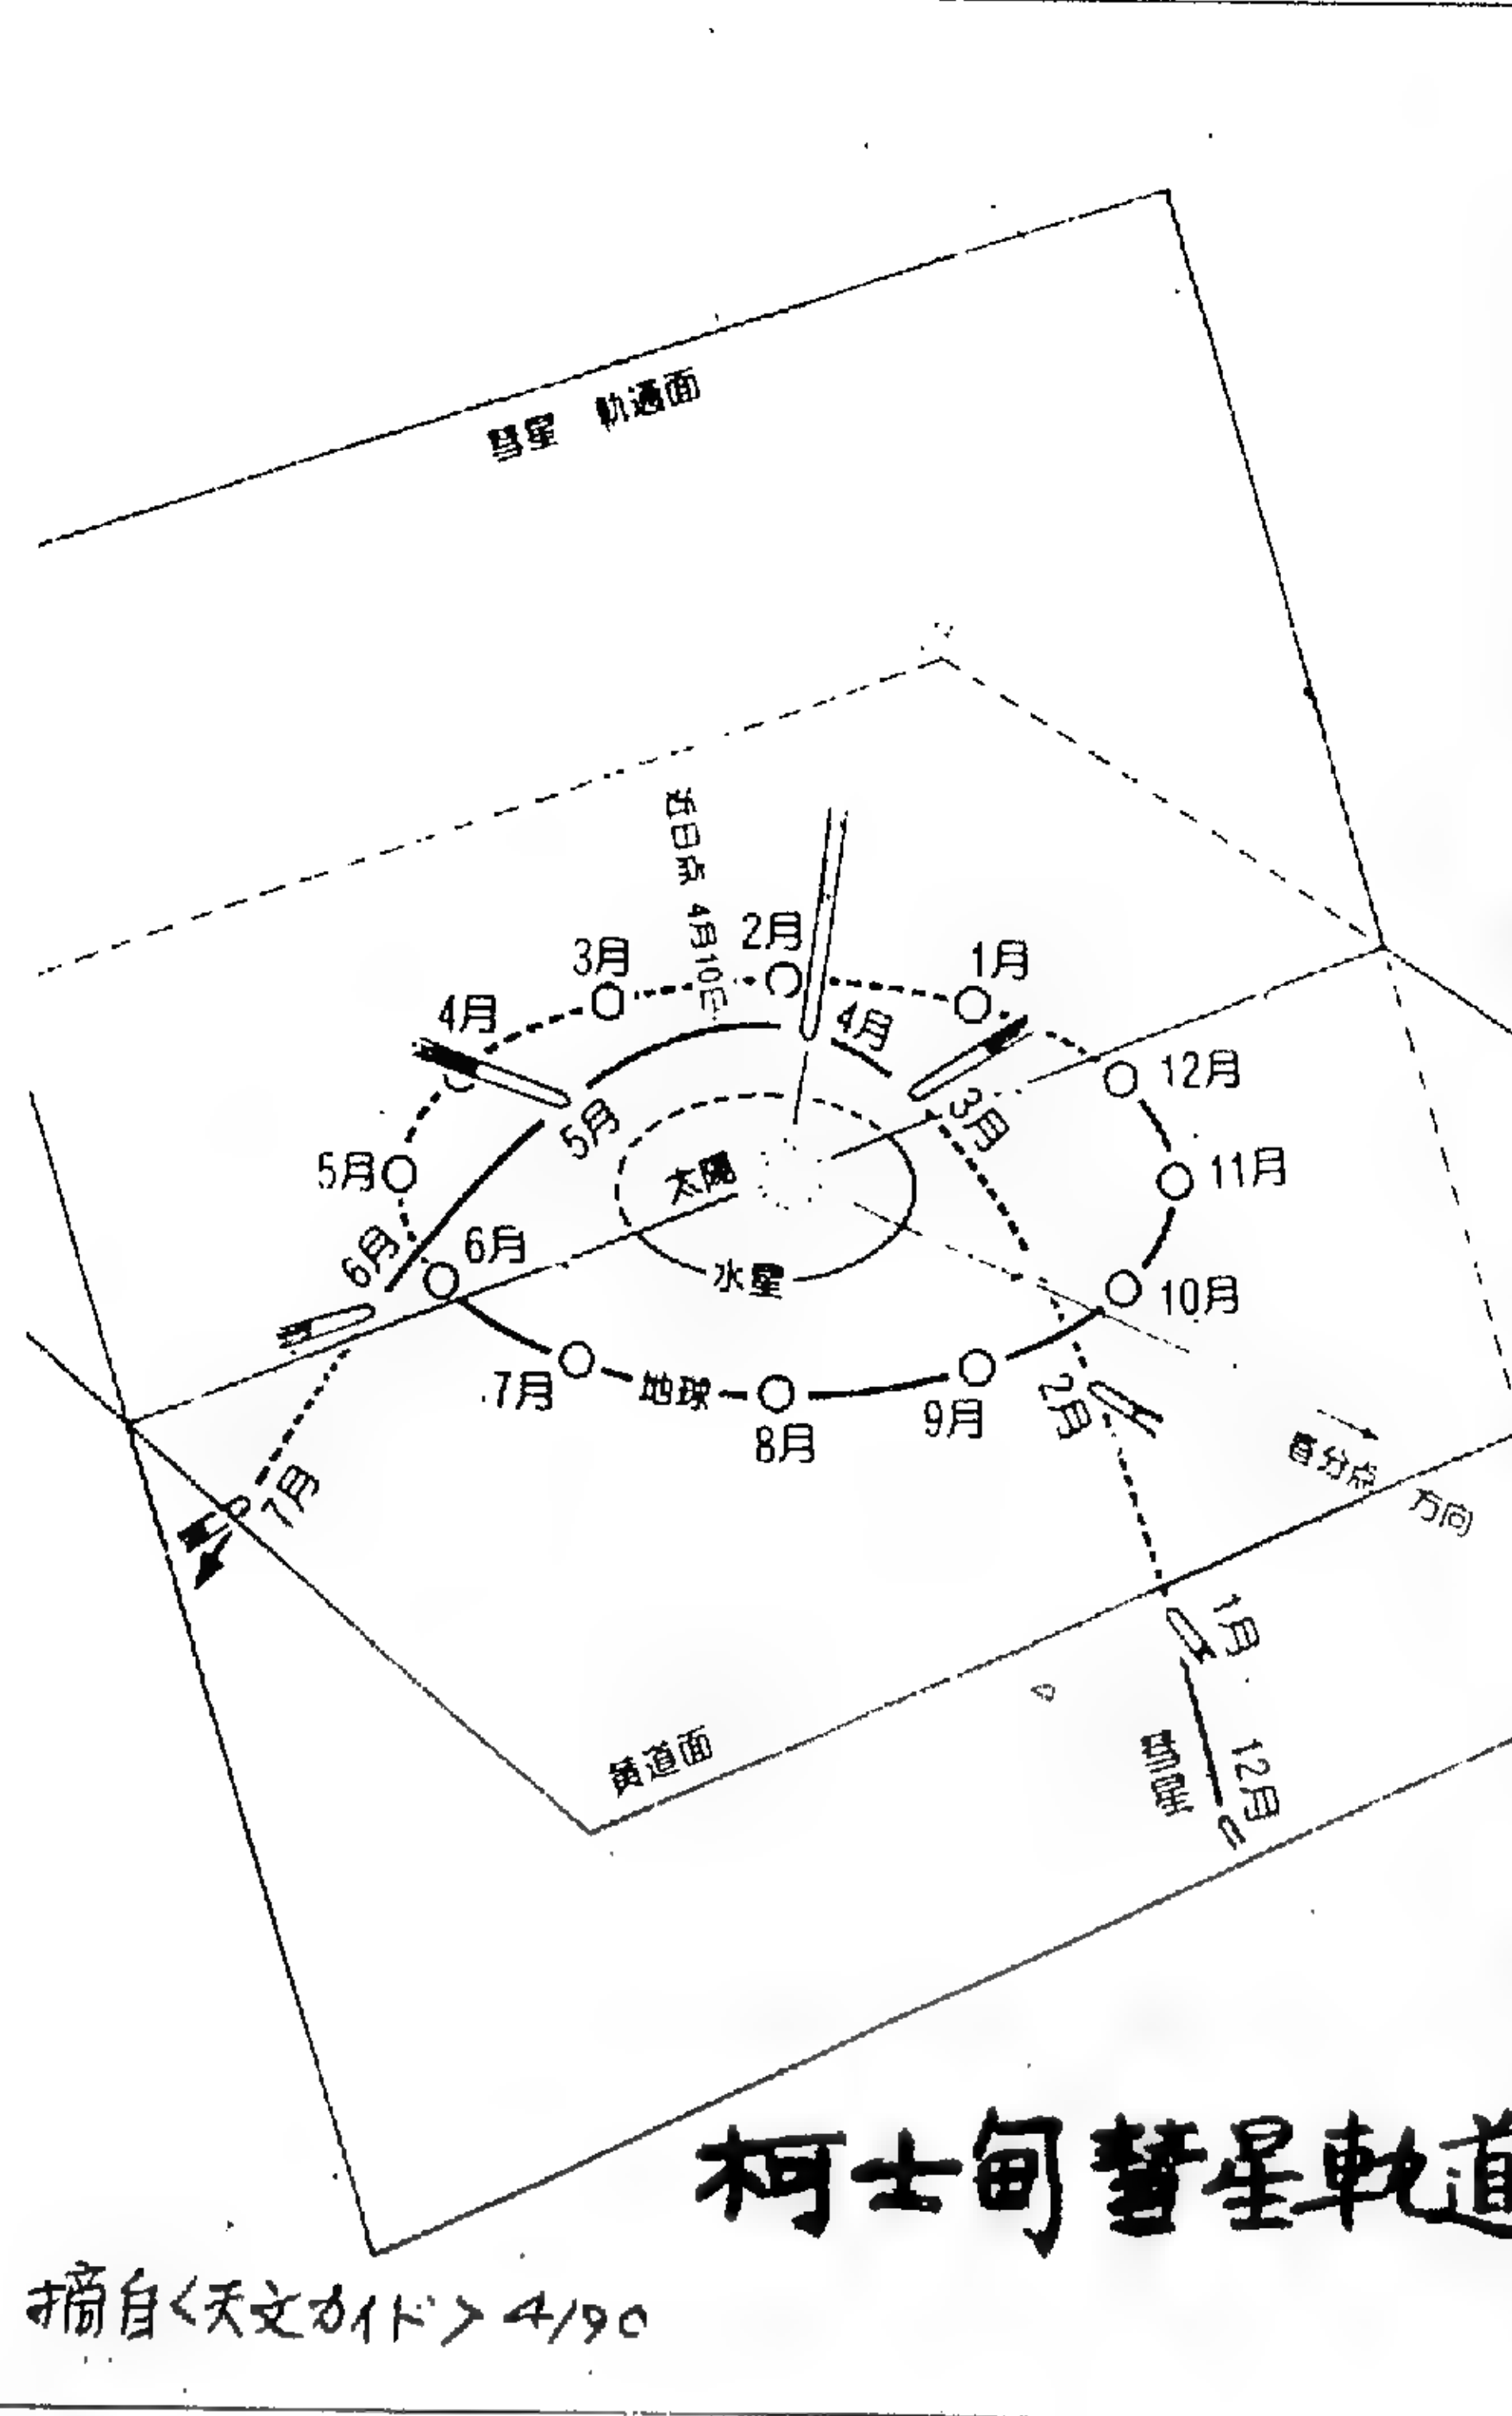 彗星 軌道面
近日点 4月10日
2月
3月
1月
4月
4月
12月
3月
5月
5月
太陽
11月
6月
6月
水星
10月
7月
地球
8月
9月
2月
春分点 方向
7月
1月
黄道面
彗星
12月
柯士甸彗星軌道
摘自<天文ガイド> 4/90